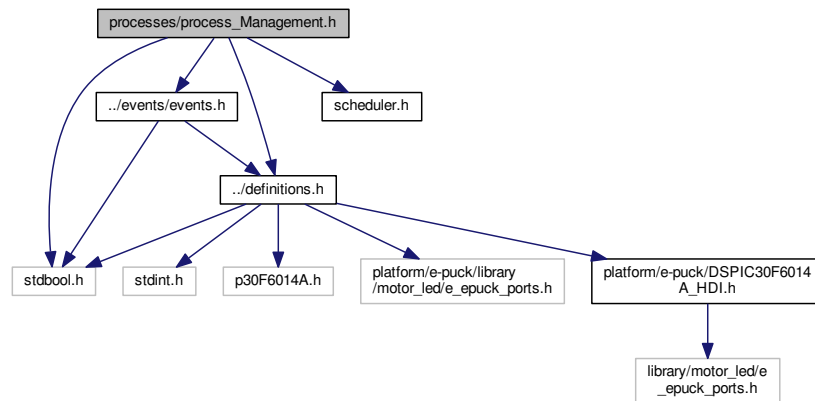 processes/process_Management.h
../events/events.h
scheduler.h
../definitions.h
stdbool.h
stdint.h
p30F6014A.h
platform/e-puck/library
/motor_led/e_epuck_ports.h
platform/e-puck/DSPIC30F6014
A_HDI.h
library/motor_led/e
_epuck_ports.h